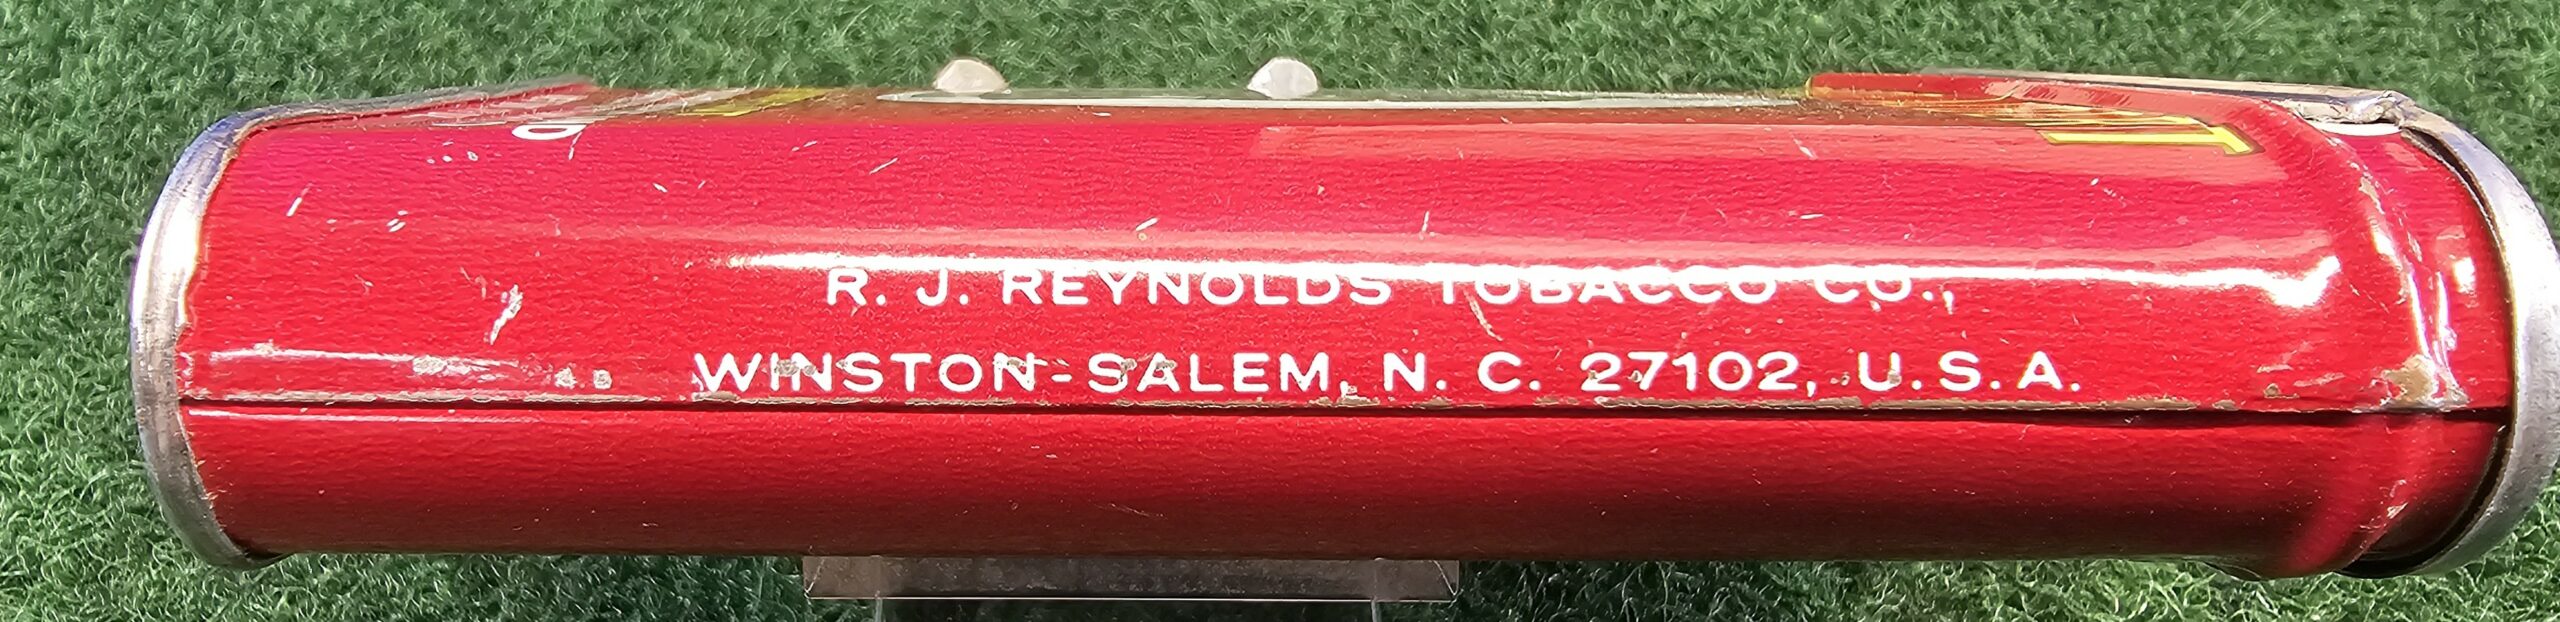 R. J. REYNOLDS TOBACCO CO.,
WINSTON-SALEM, N. C. 27102, U.S.A.